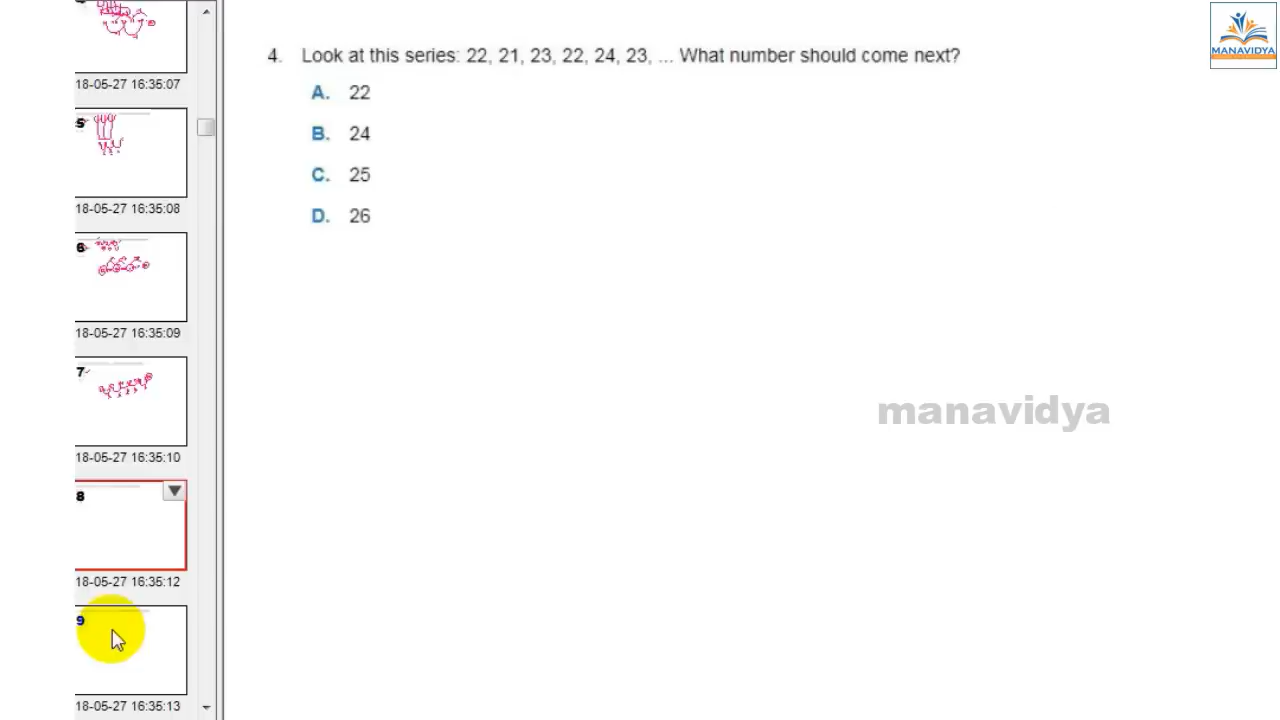 18-05-27 16:35:07
5
18-05-27 16:35:08
6
18-05-27 16:35:09
7
18-05-27 16:35:10
8
18-05-27 16:35:12
9
18-05-27 16:35:13
4. Look at this series: 22, 21, 23, 22, 24, 23, ... What number should come next?
A. 22
B. 24
C. 25
D. 26
manavidya
MANAVIDYA